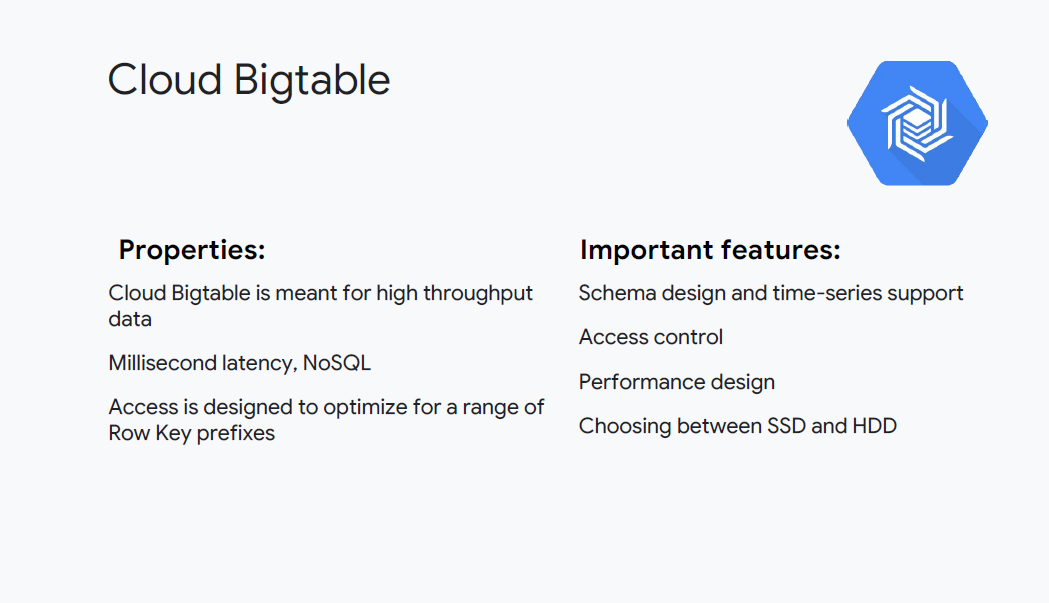 Cloud Bigtable
Properties:
Cloud Bigtable is meant for high throughput
data
Millisecond latency, NoSQL
Access is designed to optimize for a range of
Row Key prefixes
Important features:
Schema design and time-series support
Access control
Performance design
Choosing between SSD and HDD